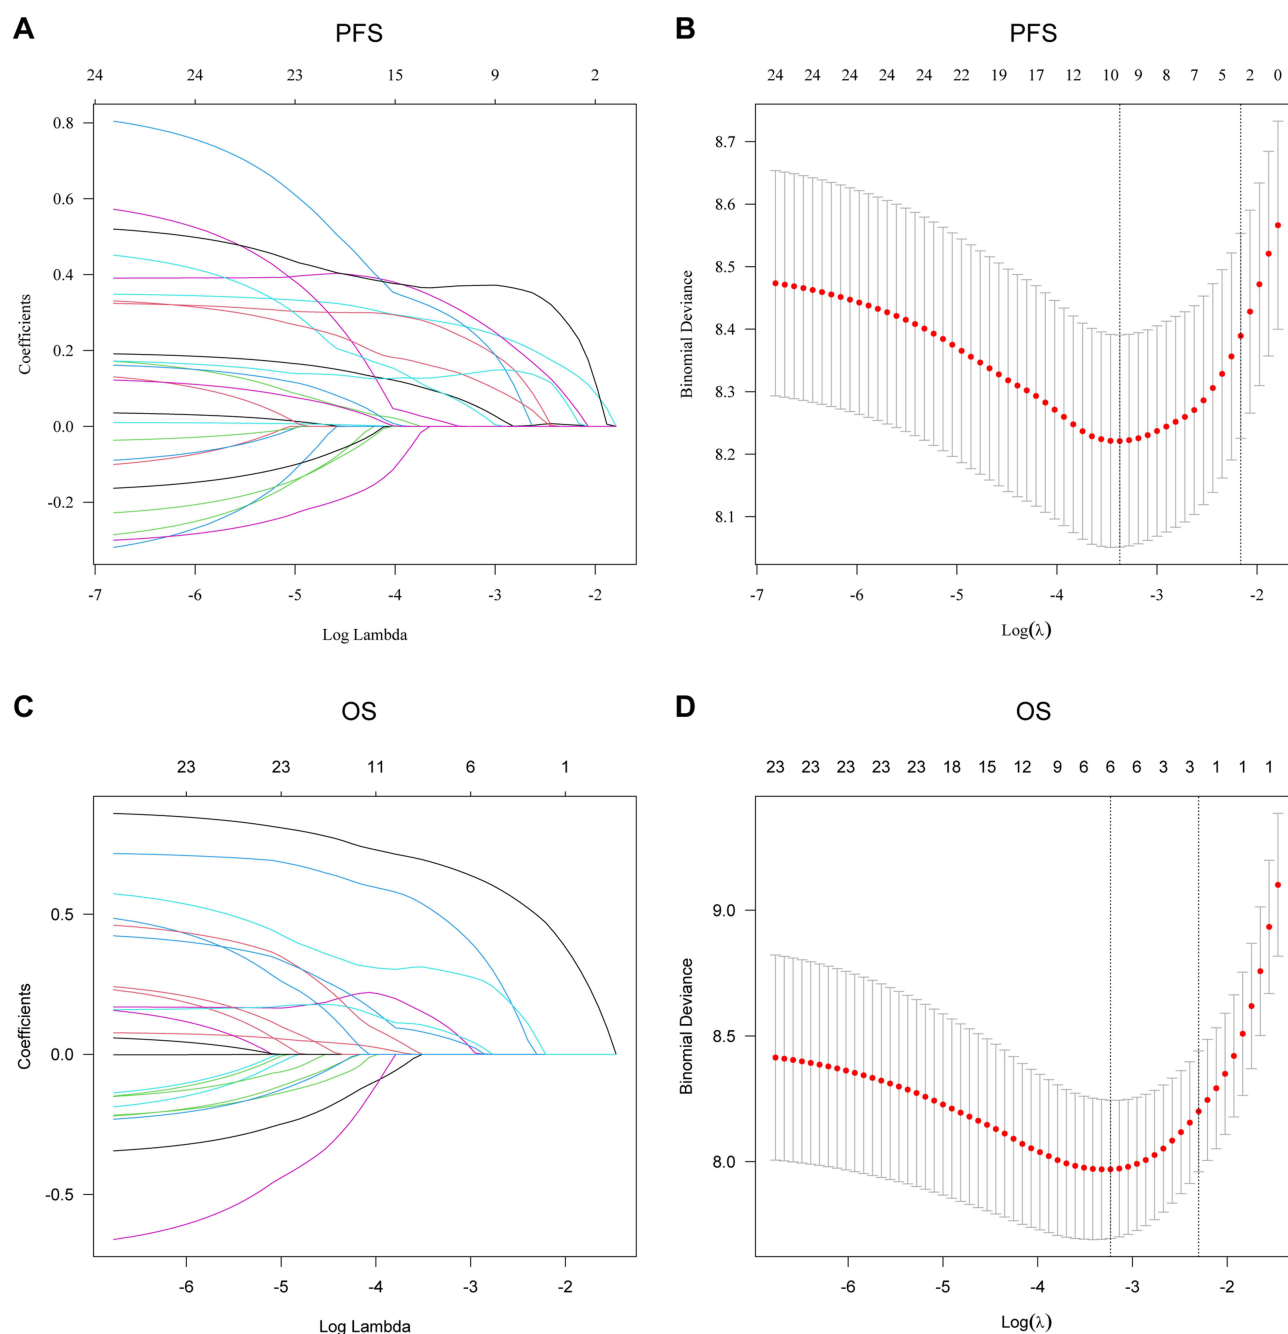 A
PFS
24 24 23 15 9 2
0.8
0.6
0.4
0.2
0.0
-0.2
Coefficients
-7 -6 -5 -4 -3 -2
Log Lambda
B
PFS
24 24 24 24 24 22 19 17 12 10 9 8 7 5 2 0
8.7
8.6
8.5
8.4
8.3
8.2
8.1
Binomial Deviance
-7 -6 -5 -4 -3 -2
Log(λ)
C
OS
23 23 11 6 1
0.5
0.0
-0.5
Coefficients
-6 -5 -4 -3 -2
Log Lambda
D
OS
23 23 23 23 23 18 15 12 9 6 6 6 3 3 1 1 1
9.0
8.5
8.0
Binomial Deviance
-6 -5 -4 -3 -2
Log(λ)